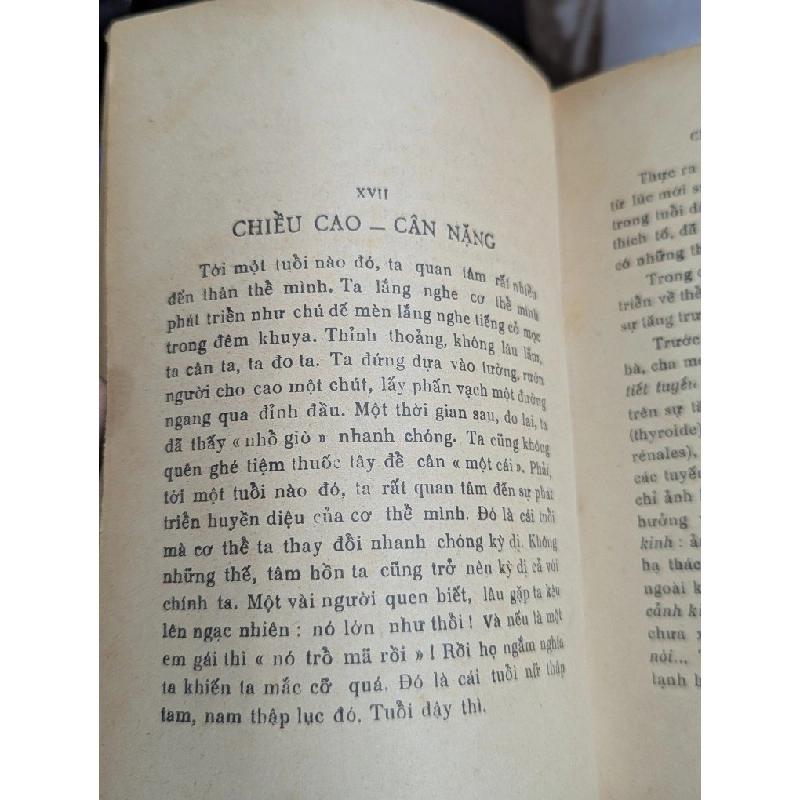 XVII
CHIỀU CAO — CÂN NẶNG
Tới một tuổi nào đó, ta quan tâm rất nhiều
đến thân thể mình. Ta lắng nghe cơ thể mình
phát triển như chú dế mèn lắng nghe tiếng cỏ mọc
trong đêm khuya. Thỉnh thoảng, không lâu lắm,
ta cân ta, ta đo ta. Ta đứng dựa vào tường, rướn
người cho cao một chút, lấy phấn vạch một đường
ngang qua đỉnh đầu. Một thời gian sau, đo lại, ta
đã thấy « nhổ giò » nhanh chóng. Ta cũng không
quên ghé tiệm thuốc tây để cân « một cái ». Phải,
tới một tuổi nào đó, ta rất quan tâm đến sự phát
triển huyền diệu của cơ thể mình. Đó là cái tuổi
mà cơ thể ta thay đổi nhanh chóng kỳ dị. Không
những thế, tâm hồn ta cũng trở nên kỳ dị cả với
chính ta. Một vài người quen biết, lâu gặp ta kêu
lên ngạc nhiên : nó lớn như thổi ! Và nếu là một
em gái thì « nó trổ mã rồi » ! Rồi họ ngắm nghía
ta khiến ta mắc cỡ quá. Đó là cái tuổi nữ thập
tam, nam thập lục đó. Tuổi dậy thì.
Thực ra
từ lúc mới s
trong tuổi d
thích tố, đã
có những th
Trong c
triển về thể
sự tăng trư
Trước
bà, cha mẹ
tiết tuyến
trên sự tă
(thyroïde)
rénales),
các tuyến
chỉ ảnh
hưởng
kinh : ả
hạ thác
ngoài k
cảnh k
chưa x
nòi...
lạnh